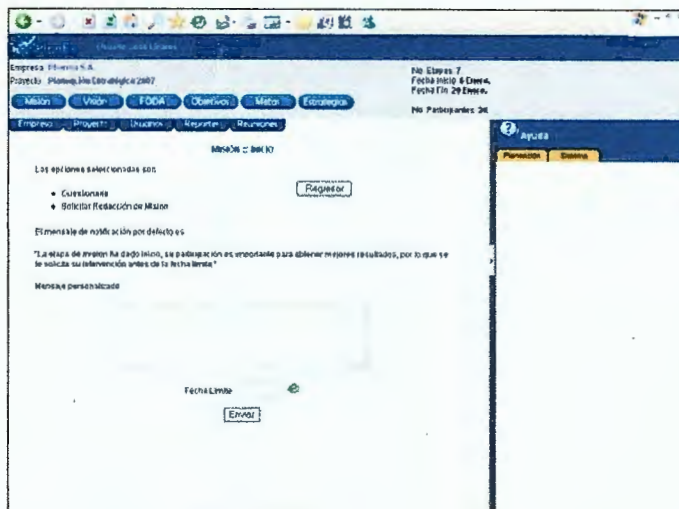 Empresa
Proyecto Planeación Estratégica 2007
No Etapas 7
Fecha Inicio 6 Enero.
Fecha Fin 29 Enero.
No Participantes
Misión Visión FODA Objetivos Metas Estrategias
Empresa Proyecto Usuarios Reportes Reuniones
Misión :: Inicio
Ayuda
Planeación Sistema
Las opciones seleccionadas son
Cuestionario
Solicitar Redacción de Misión
Regresar
El mensaje de notificación por defecto es
"La etapa de misión ha dado inicio, su participación es importante para obtener mejores resultados, por lo que se
le solicita su intervención antes de la fecha limite."
Mensaje personalizado
Fecha Limite
Enviar